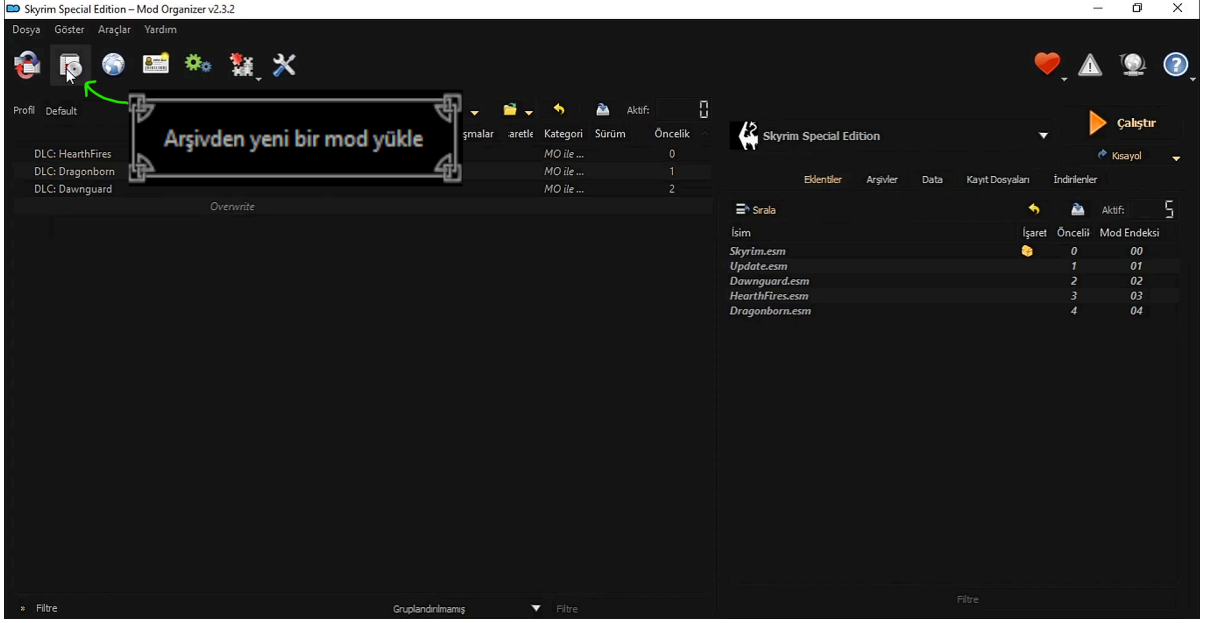 Skyrim Special Edition – Mod Organizer v2.3.2
Dosya Göster Araçlar Yardım
Profil Default
Arşivden yeni bir mod yükle
Aktif: 0
şmalar .aretle Kategori Sürüm Öncelik
DLC: HearthFires MO ile ... 0
DLC: Dragonborn MO ile ... 1
DLC: Dawnguard MO ile ... 2
Overwrite
» Filtre Gruplandırılmamış Filtre
Skyrim Special Edition
Çalıştır
Kısayol
Eklentiler Arşivler Data Kayıt Dosyaları İndirilenler
Sırala Aktif: 5
İsim İşaret Öncelik Mod Endeksi
Skyrim.esm 0 00
Update.esm 1 01
Dawnguard.esm 2 02
HearthFires.esm 3 03
Dragonborn.esm 4 04
Filtre